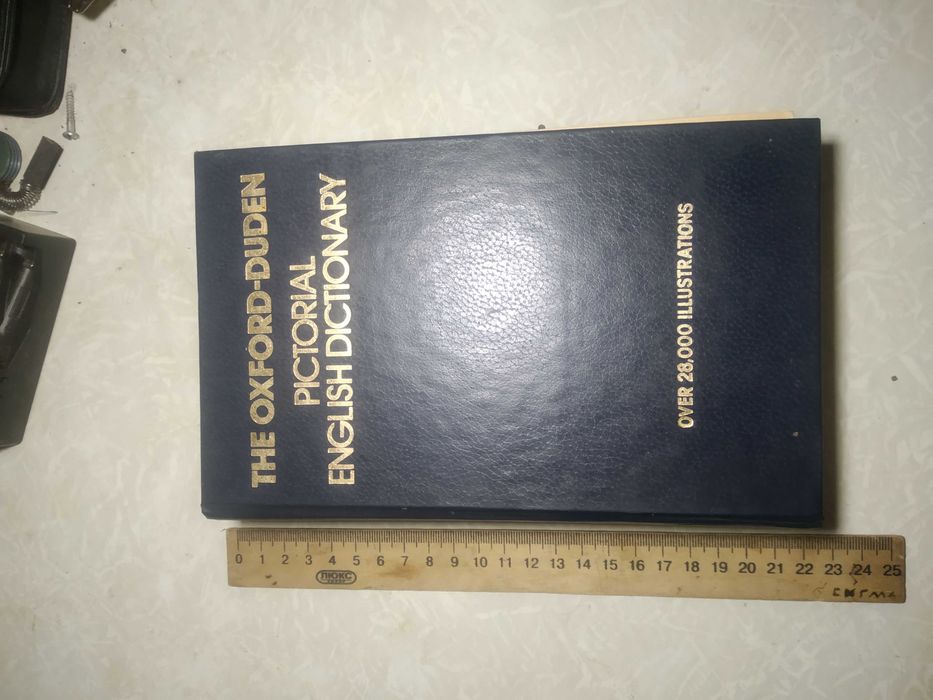 THE OXFORD-DUDEN
PICTORIAL
ENGLISH DICTIONARY
OVER 28,000 ILLUSTRATIONS
0 1 2 3 4 5 6 7 8 9 10 11 12 13 14 15 16 17 18 19 20 21 22 23 24 25
ЛЮКС